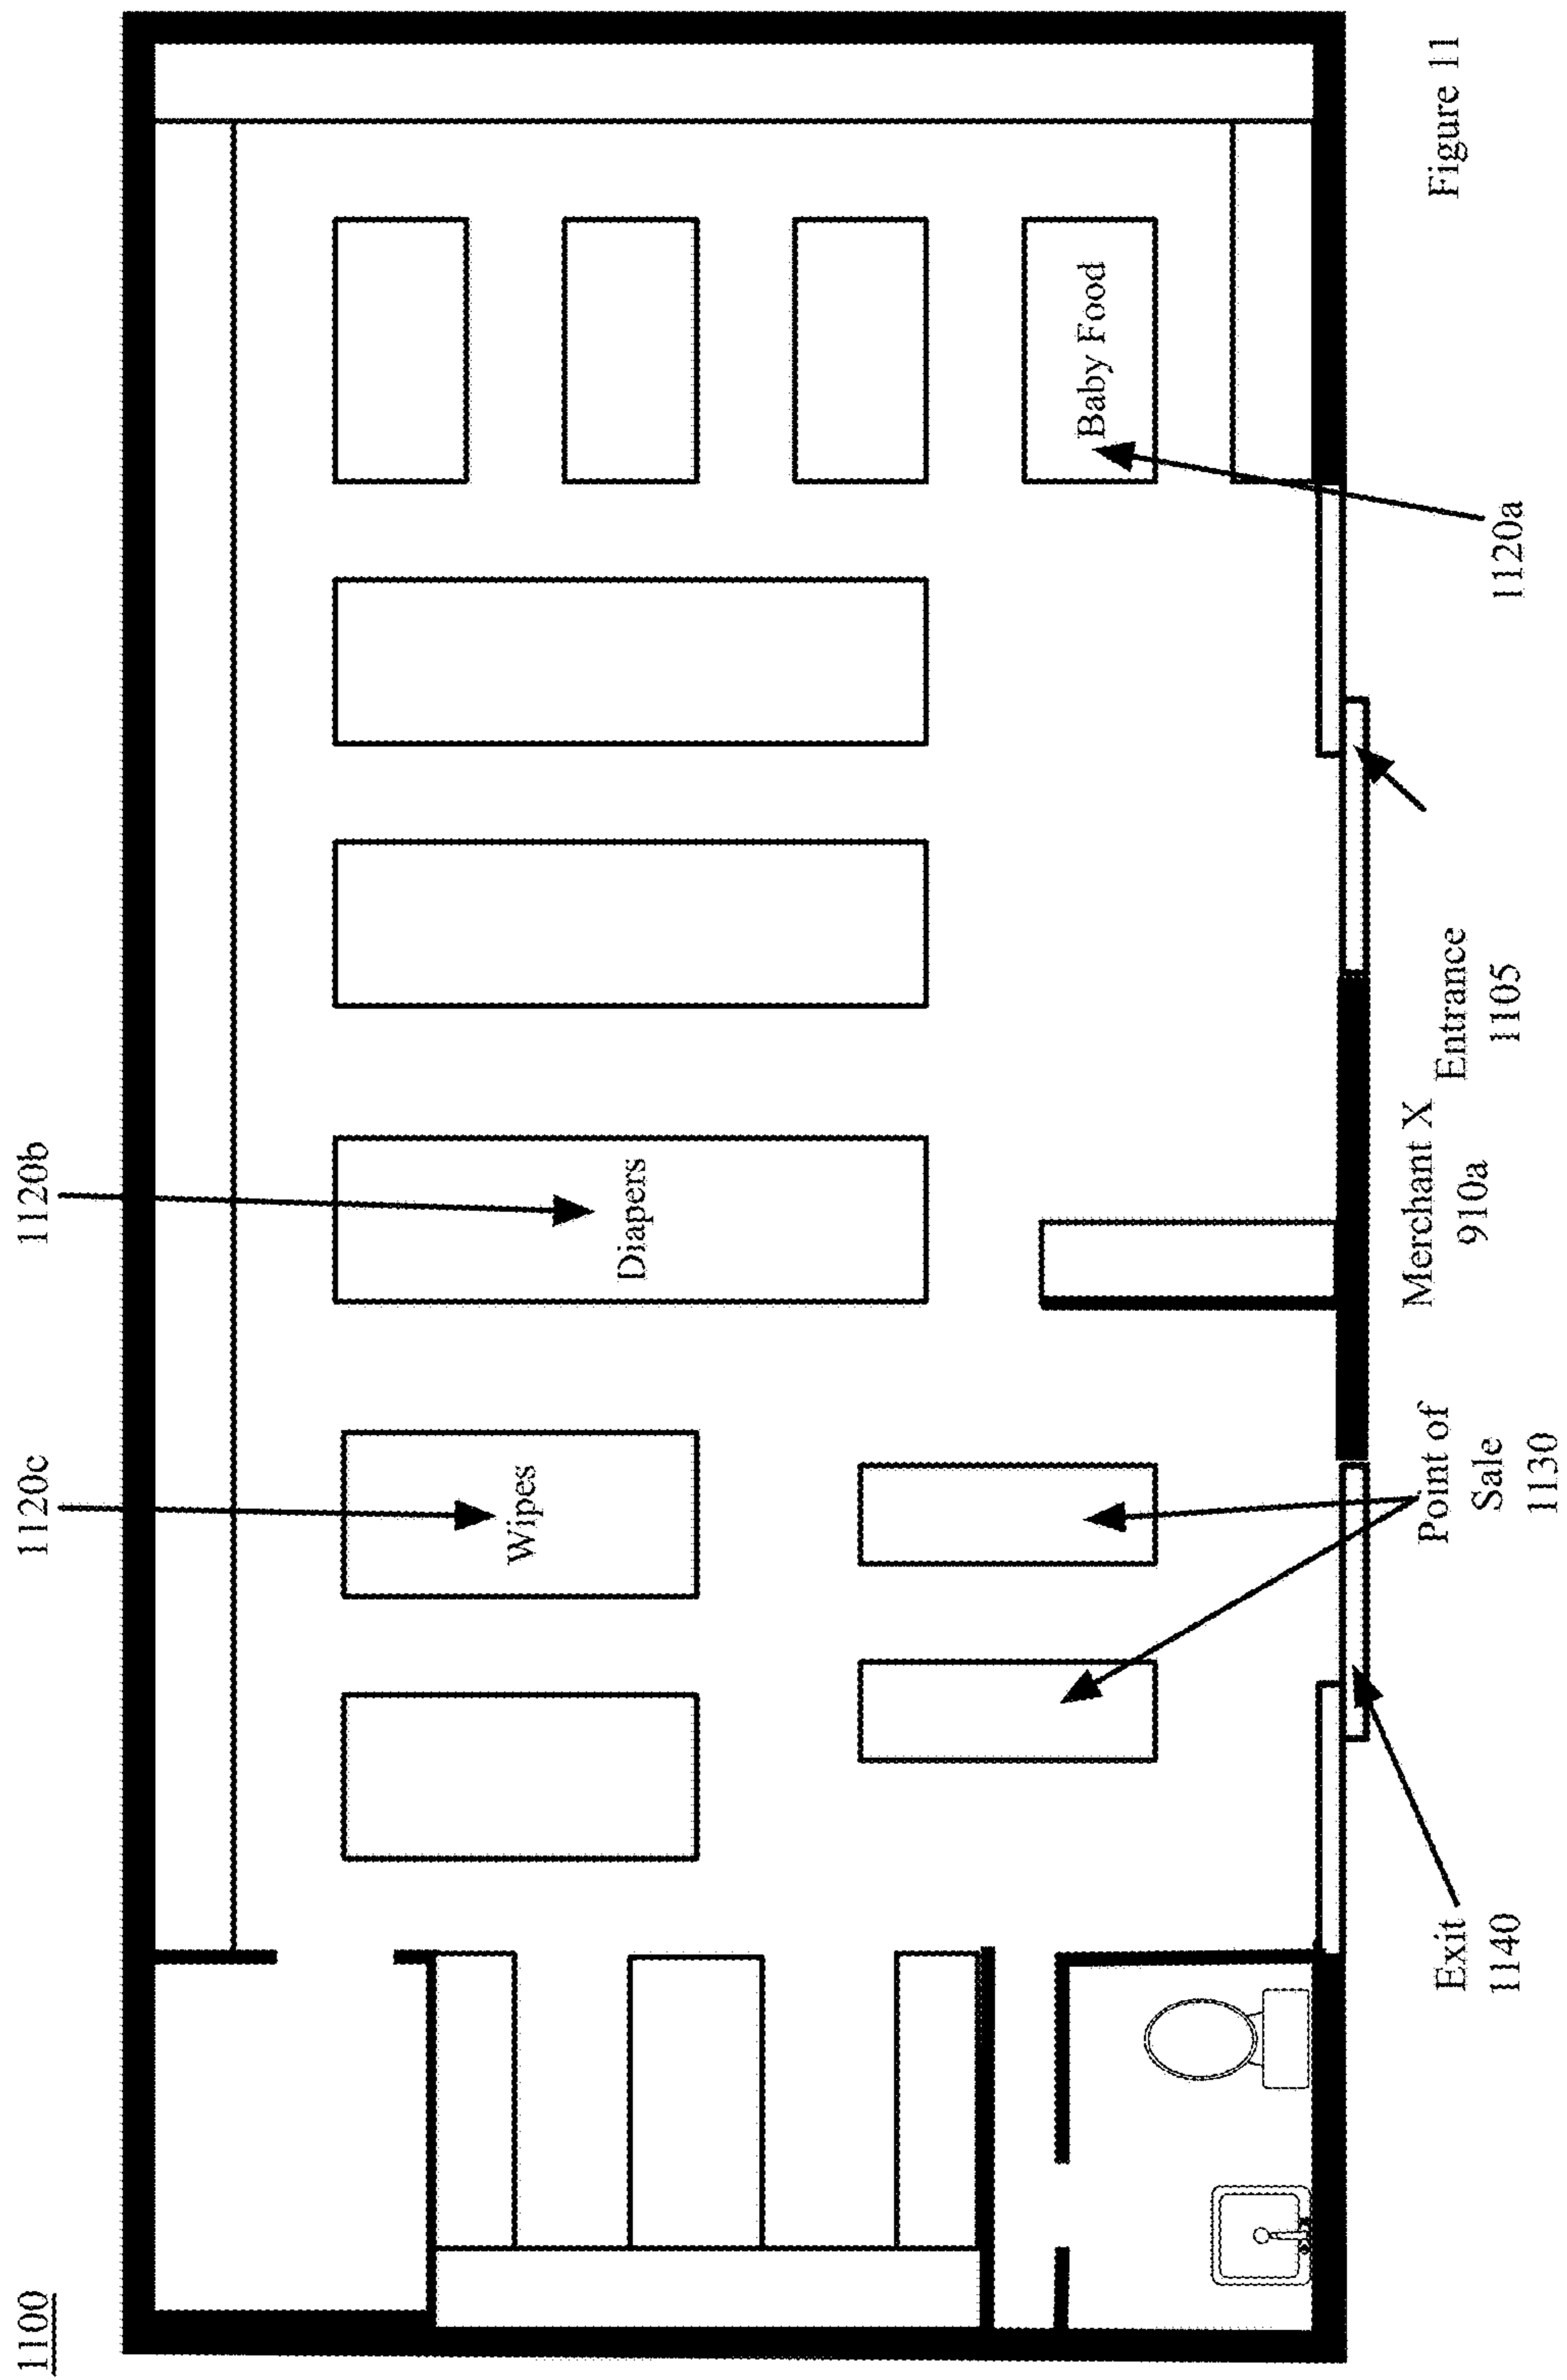 1100
1120c
1120b
Wipes
Diapers
Baby Food
Exit
1140
Point of
Sale
1130
Merchant X
910a
Entrance
1105
1120a
Figure 11